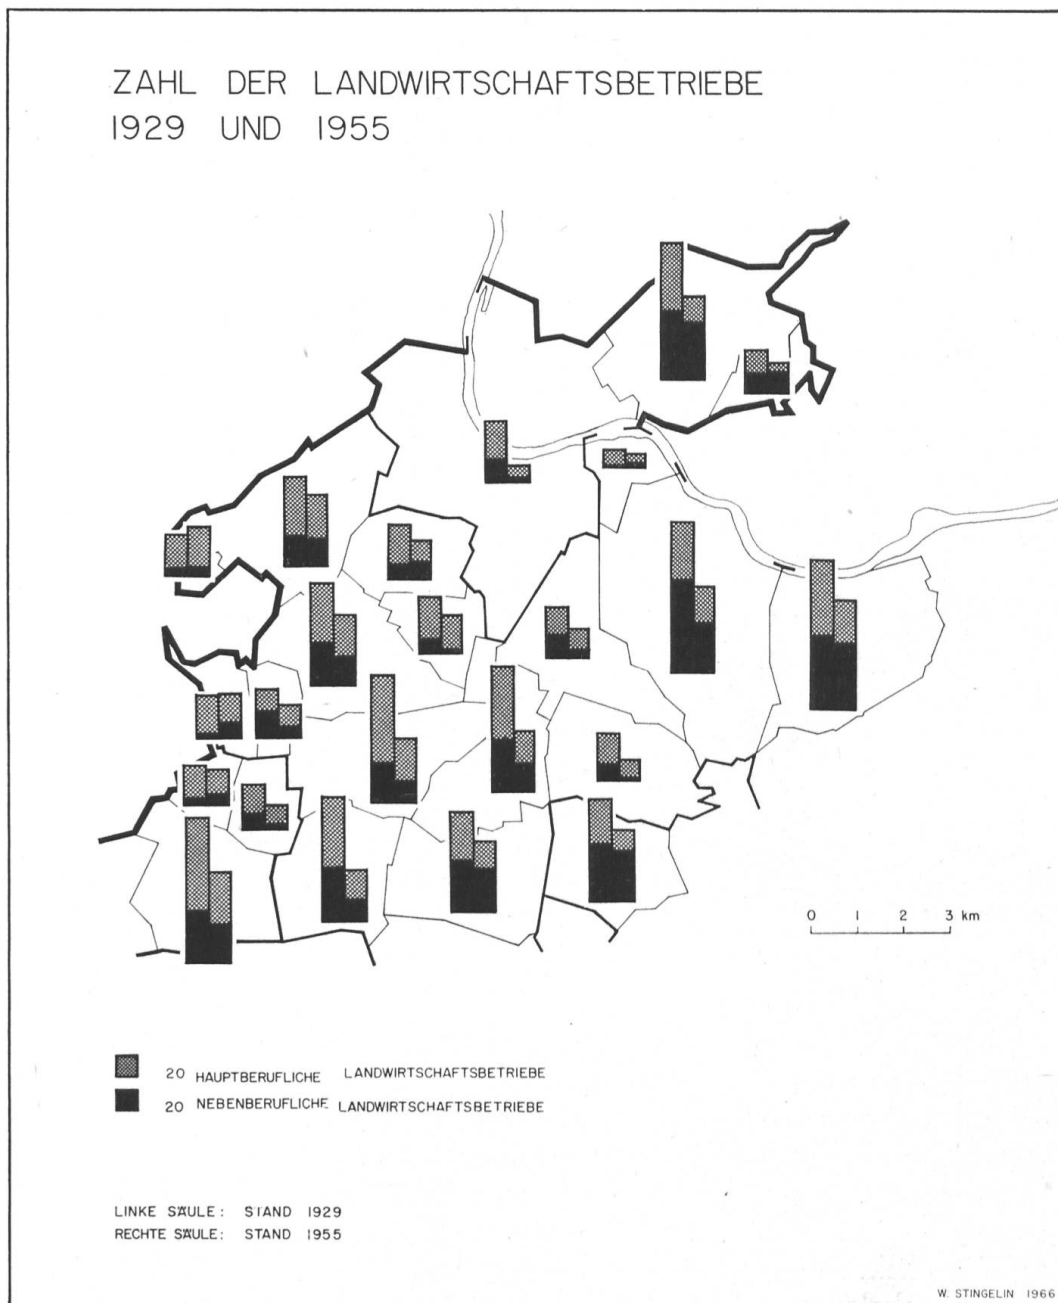 ZAHL DER LANDWIRTSCHAFTSBETRIEBE
1929 UND 1955
0 1 2 3 km
20 HAUPTBERUFLICHE LANDWIRTSCHAFTSBETRIEBE
20 NEBENBERUFLICHE LANDWIRTSCHAFTSBETRIEBE
LINKE SÄULE: STAND 1929
RECHTE SÄULE: STAND 1955
W. STINGELIN 1966